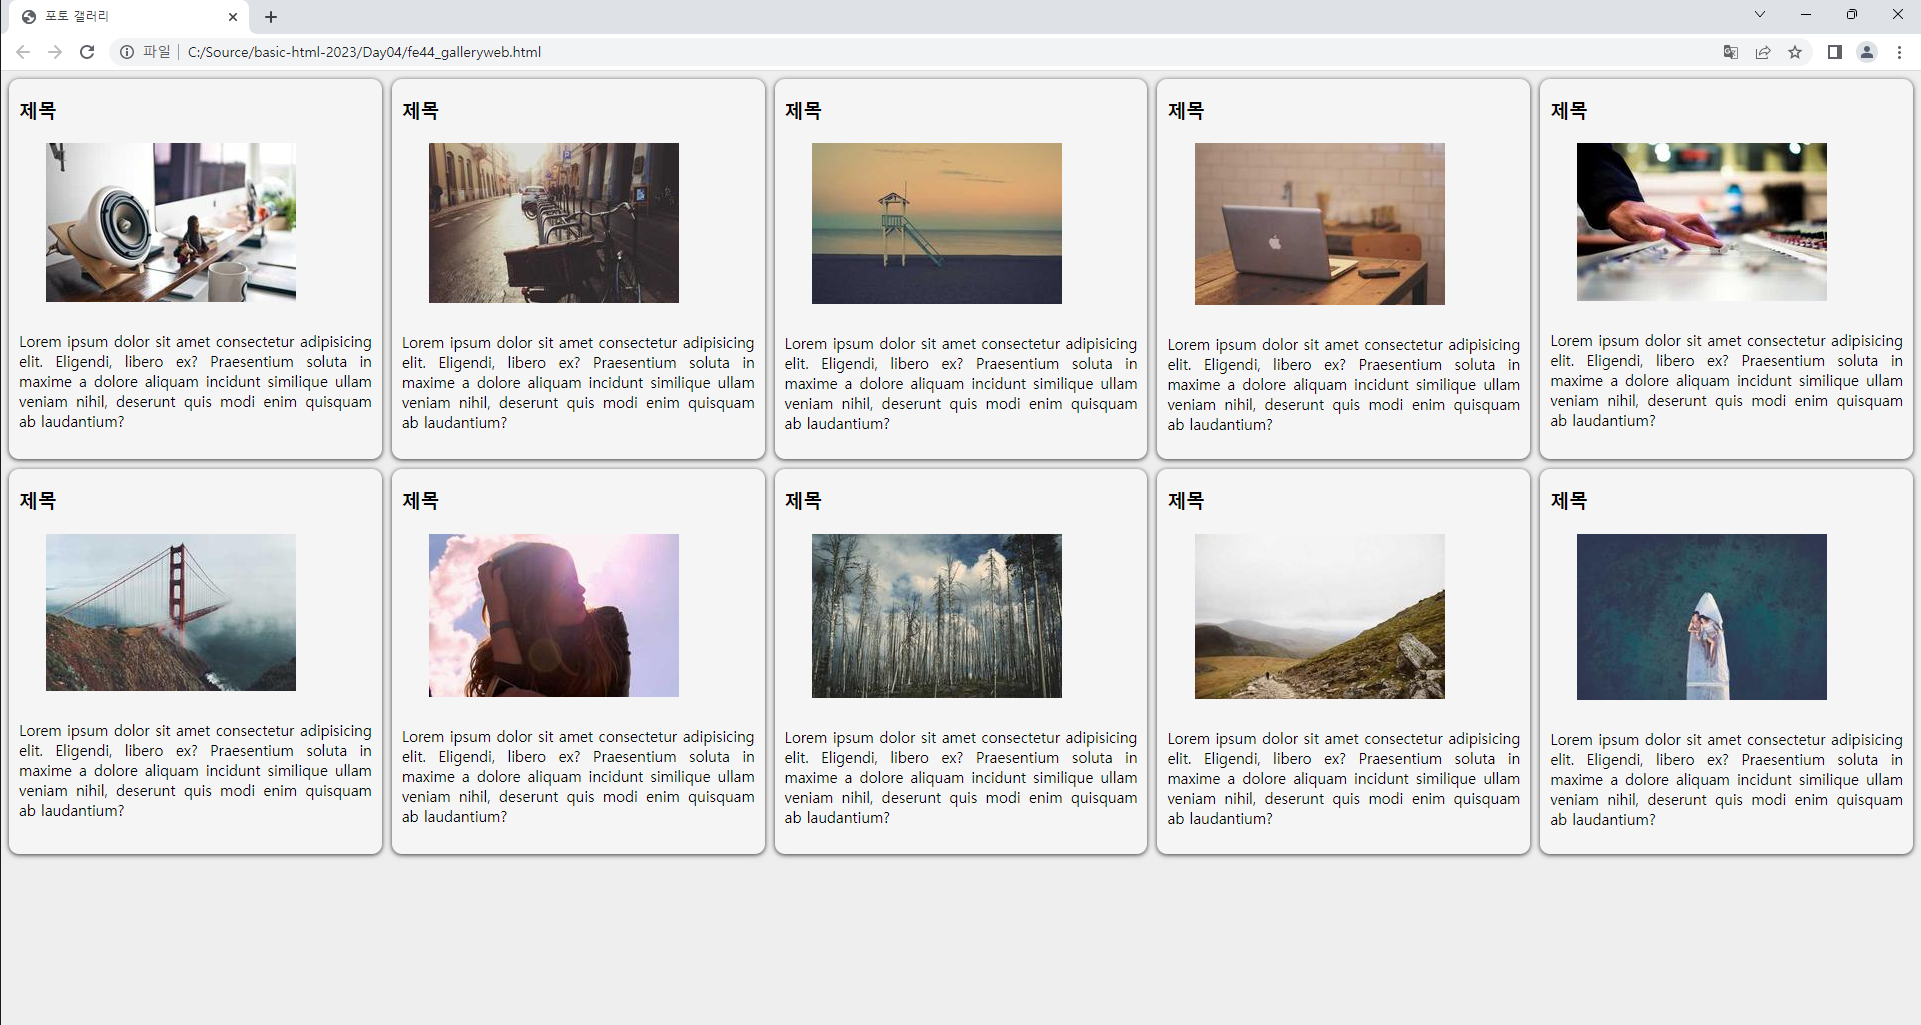 포토 갤러리
파일
C:/Source/basic-html-2023/Day04/fe44_galleryweb.html
제목
Lorem ipsum dolor sit amet consectetur adipisicing
elit. Eligendi, libero ex? Praesentium soluta in
maxime a dolore aliquam incidunt similique ullam
veniam nihil, deserunt quis modi enim quisquam
ab laudantium?
제목
Lorem ipsum dolor sit amet consectetur adipisicing
elit. Eligendi, libero ex? Praesentium soluta in
maxime a dolore aliquam incidunt similique ullam
veniam nihil, deserunt quis modi enim quisquam
ab laudantium?
제목
Lorem ipsum dolor sit amet consectetur adipisicing
elit. Eligendi, libero ex? Praesentium soluta in
maxime a dolore aliquam incidunt similique ullam
veniam nihil, deserunt quis modi enim quisquam
ab laudantium?
제목
Lorem ipsum dolor sit amet consectetur adipisicing
elit. Eligendi, libero ex? Praesentium soluta in
maxime a dolore aliquam incidunt similique ullam
veniam nihil, deserunt quis modi enim quisquam
ab laudantium?
제목
Lorem ipsum dolor sit amet consectetur adipisicing
elit. Eligendi, libero ex? Praesentium soluta in
maxime a dolore aliquam incidunt similique ullam
veniam nihil, deserunt quis modi enim quisquam
ab laudantium?
제목
Lorem ipsum dolor sit amet consectetur adipisicing
elit. Eligendi, libero ex? Praesentium soluta in
maxime a dolore aliquam incidunt similique ullam
veniam nihil, deserunt quis modi enim quisquam
ab laudantium?
제목
Lorem ipsum dolor sit amet consectetur adipisicing
elit. Eligendi, libero ex? Praesentium soluta in
maxime a dolore aliquam incidunt similique ullam
veniam nihil, deserunt quis modi enim quisquam
ab laudantium?
제목
Lorem ipsum dolor sit amet consectetur adipisicing
elit. Eligendi, libero ex? Praesentium soluta in
maxime a dolore aliquam incidunt similique ullam
veniam nihil, deserunt quis modi enim quisquam
ab laudantium?
제목
Lorem ipsum dolor sit amet consectetur adipisicing
elit. Eligendi, libero ex? Praesentium soluta in
maxime a dolore aliquam incidunt similique ullam
veniam nihil, deserunt quis modi enim quisquam
ab laudantium?
제목
Lorem ipsum dolor sit amet consectetur adipisicing
elit. Eligendi, libero ex? Praesentium soluta in
maxime a dolore aliquam incidunt similique ullam
veniam nihil, deserunt quis modi enim quisquam
ab laudantium?